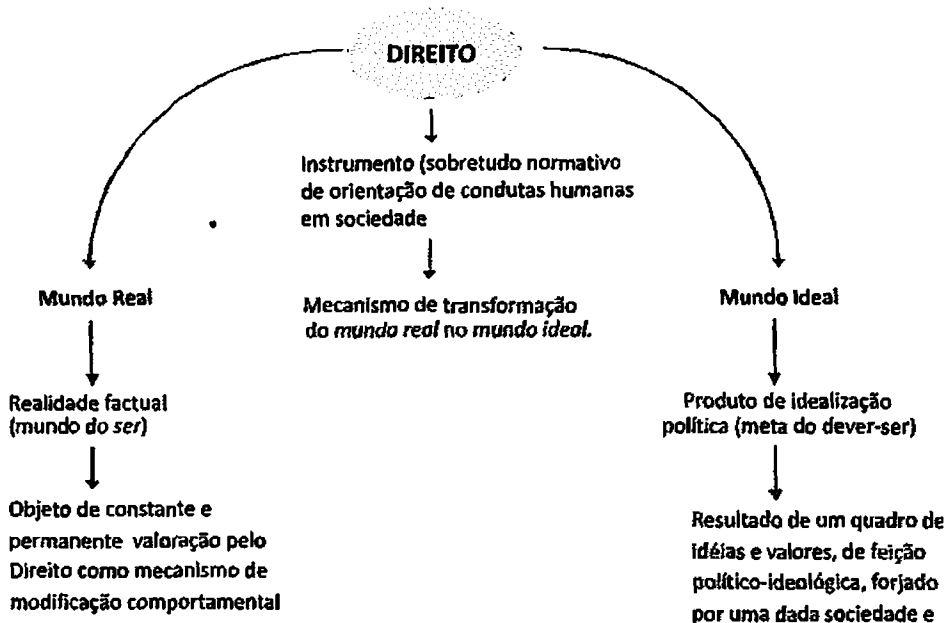 DIREITO
Instrumento (sobretudo normativo
de orientação de condutas humanas
em sociedade
Mecanismo de transformação
do mundo real no mundo ideal.
Mundo Real
Realidade factual
(mundo do ser)
Objeto de constante e
permanente valoração pelo
Direito como mecanismo de
modificação comportamental
Mundo Ideal
Produto de idealização
política (meta do dever-ser)
Resultado de um quadro de
idéias e valores, de feição
político-ideológica, forjado
por uma dada sociedade e